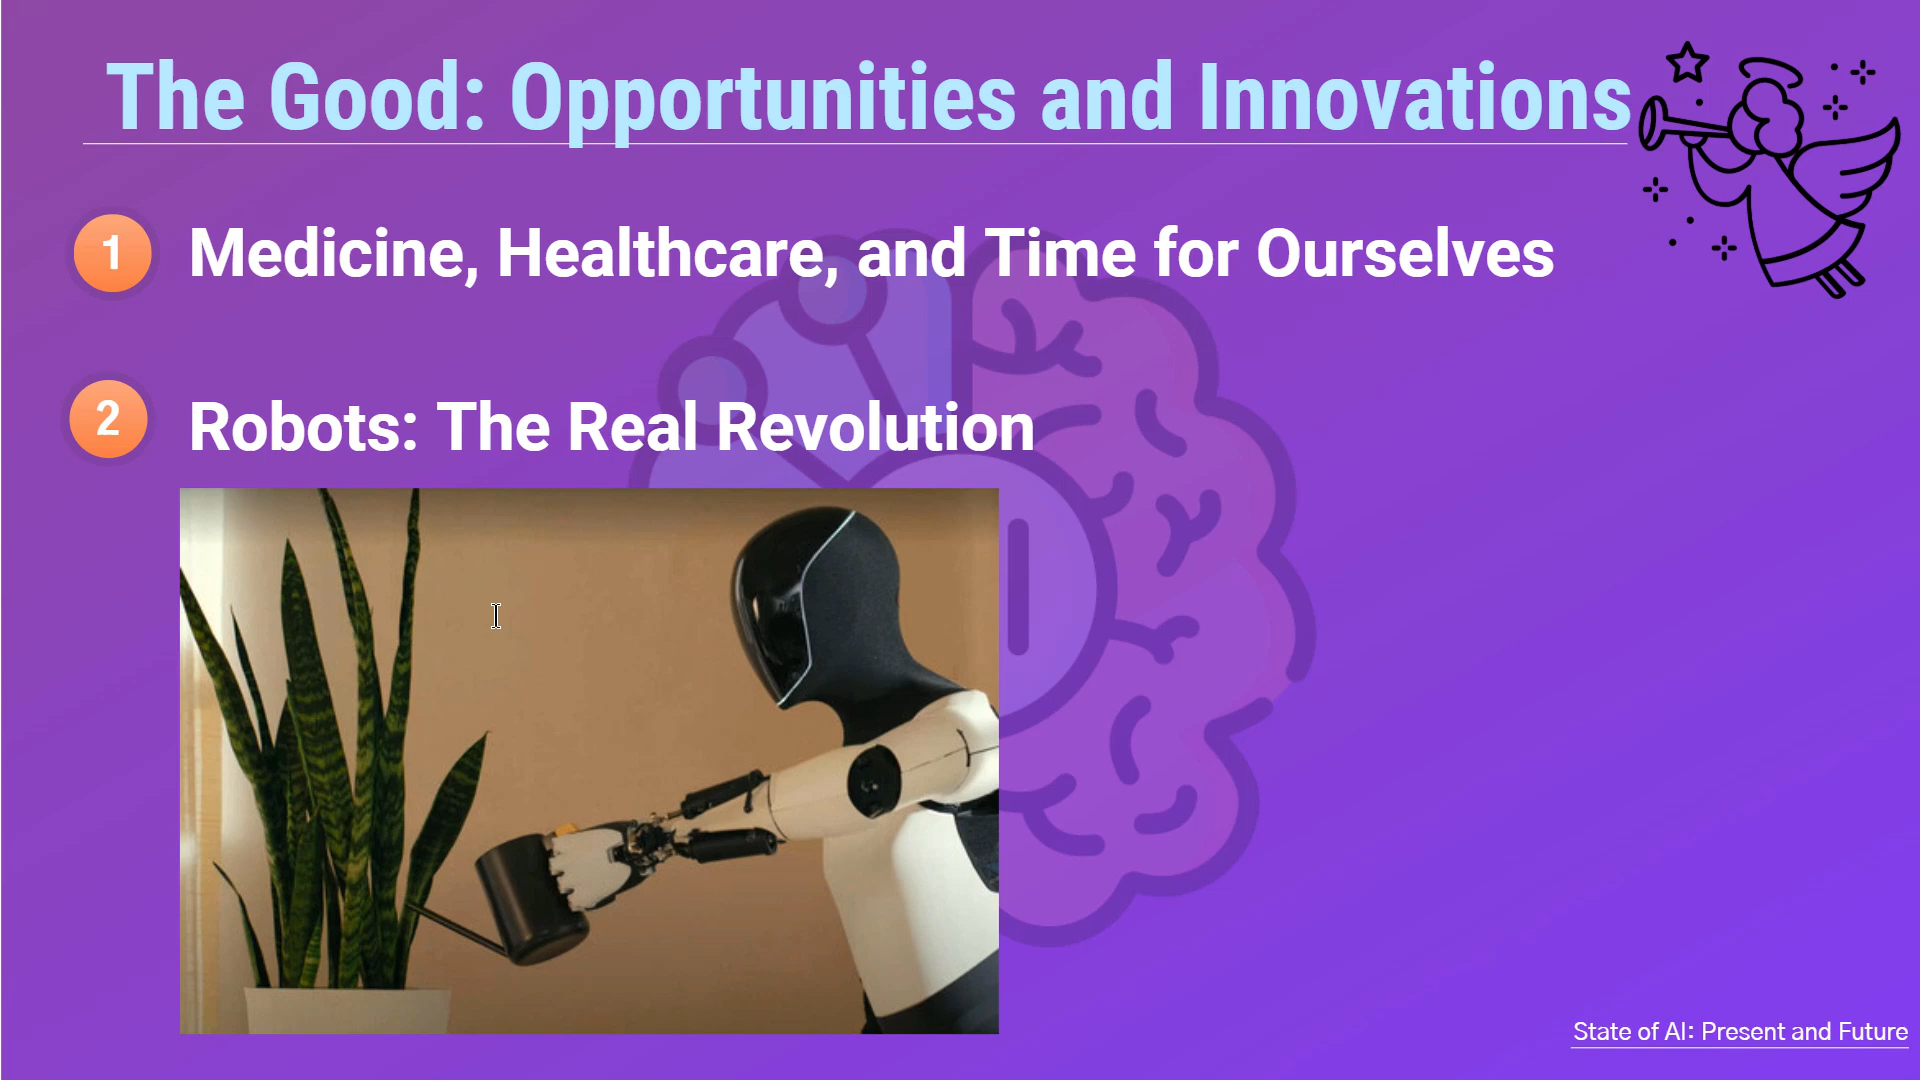 The Good: Opportunities and Innovations
1 Medicine, Healthcare, and Time for Ourselves
2 Robots: The Real Revolution
State of AI: Present and Future